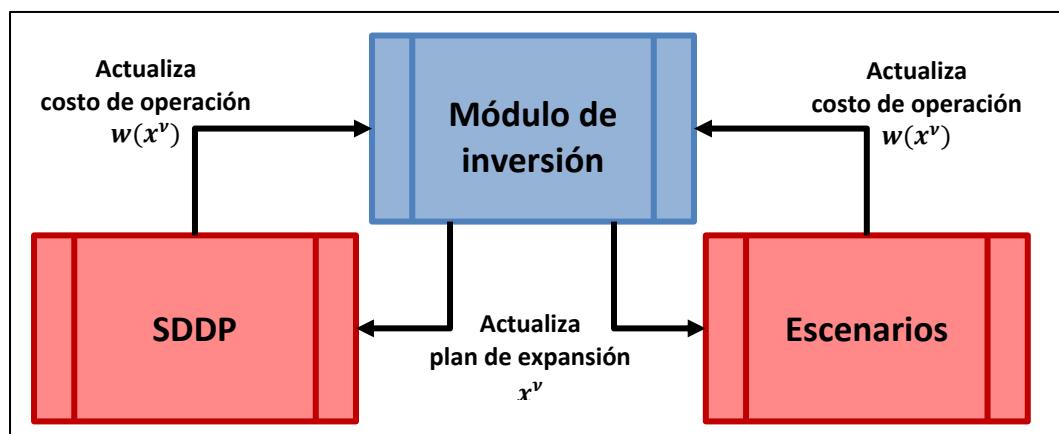 Actualiza
costo de operación
w(x^ν)
Módulo de
inversión
Actualiza
costo de operación
w(x^ν)
SDDP
Actualiza
plan de expansión
x^ν
Escenarios